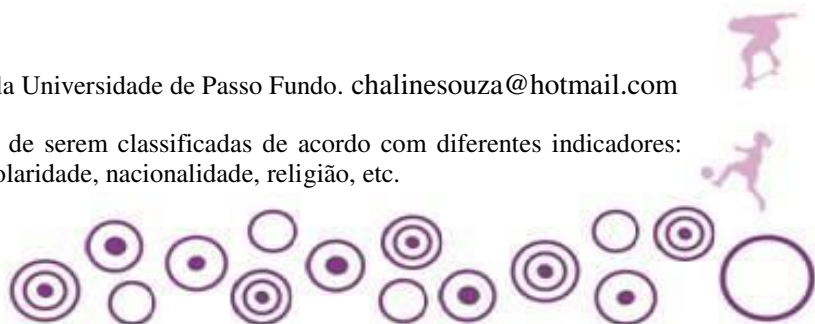 la Universidade de Passo Fundo. chalinesouza@hotmail.com
de serem classificadas de acordo com diferentes indicadores:
olaridade, nacionalidade, religião, etc.